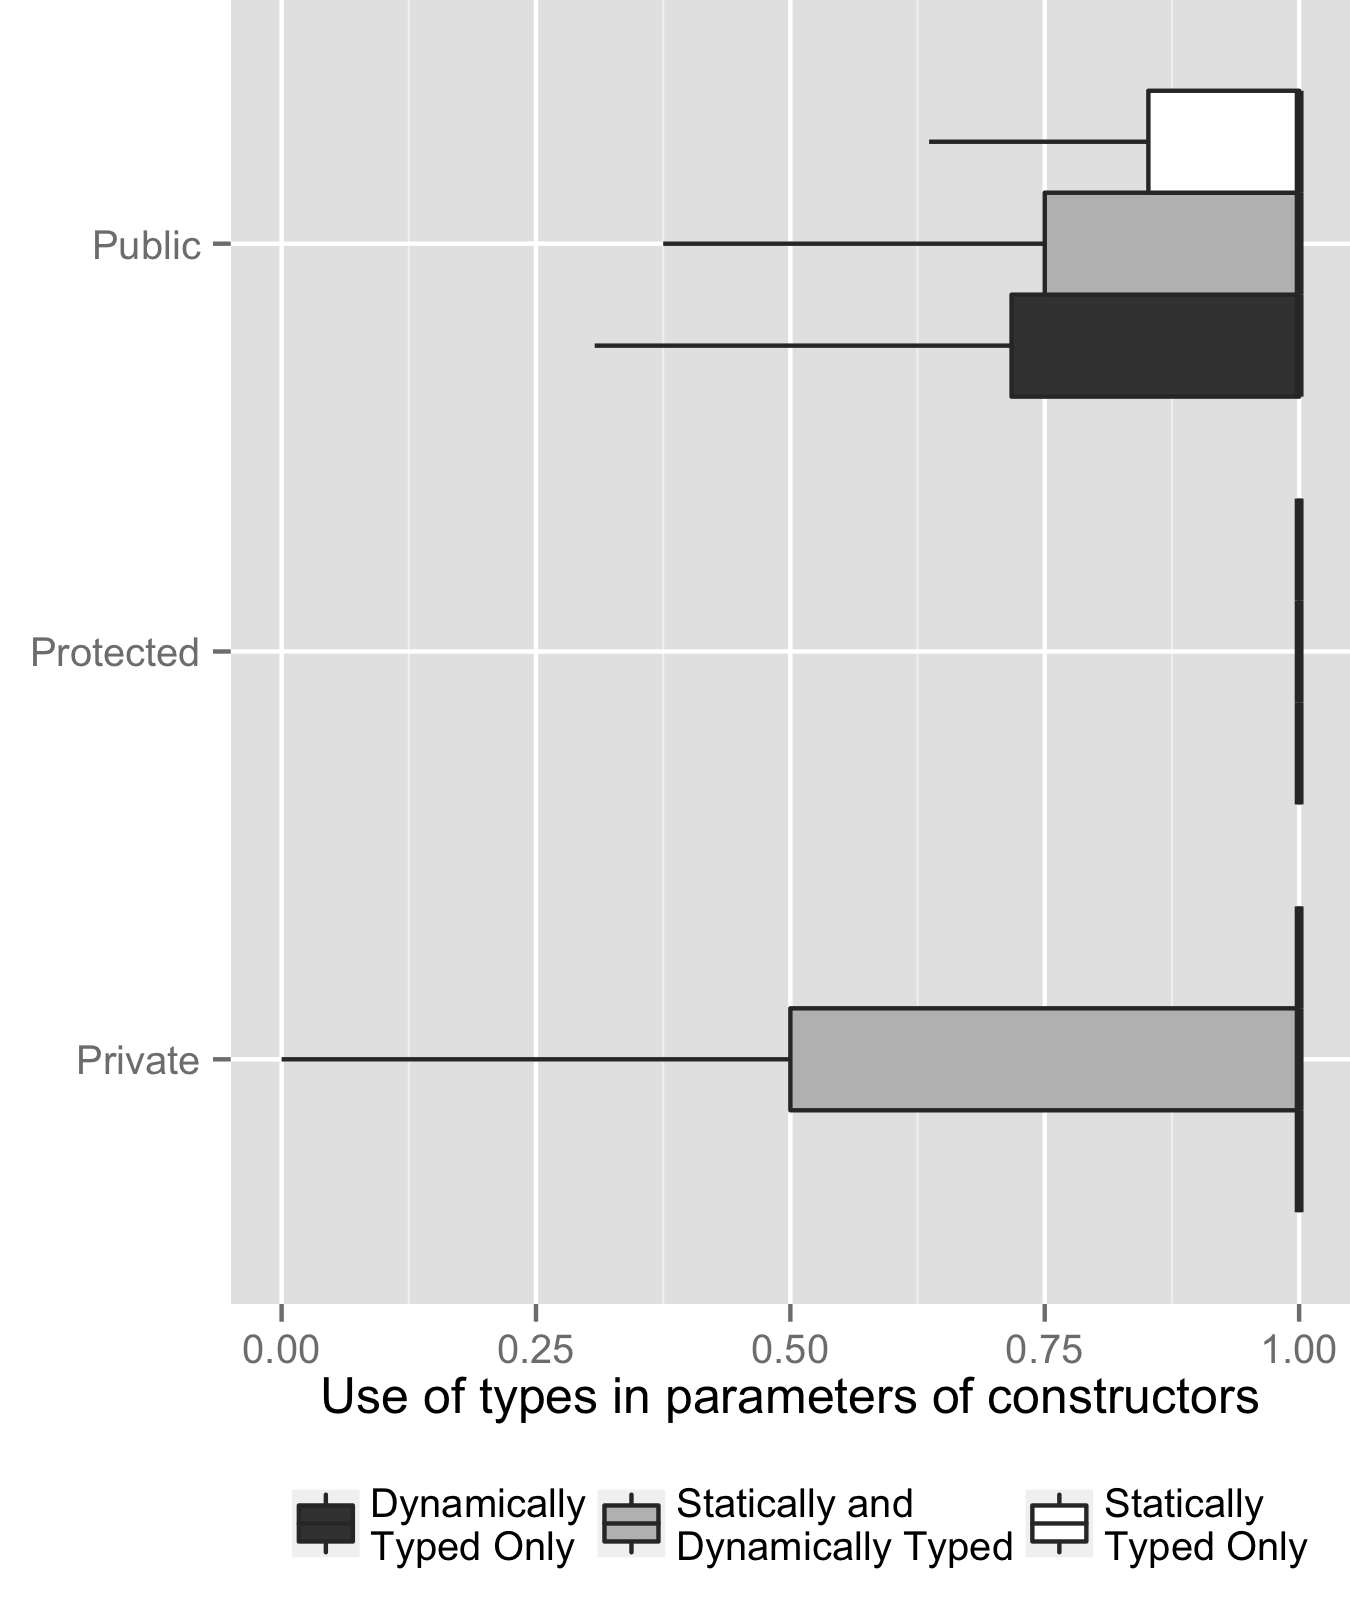 Public
Protected
Private
0.00 0.25 0.50 0.75 1.00
Use of types in parameters of constructors
Dynamically Statically and Statically
Typed Only Dynamically Typed Typed Only